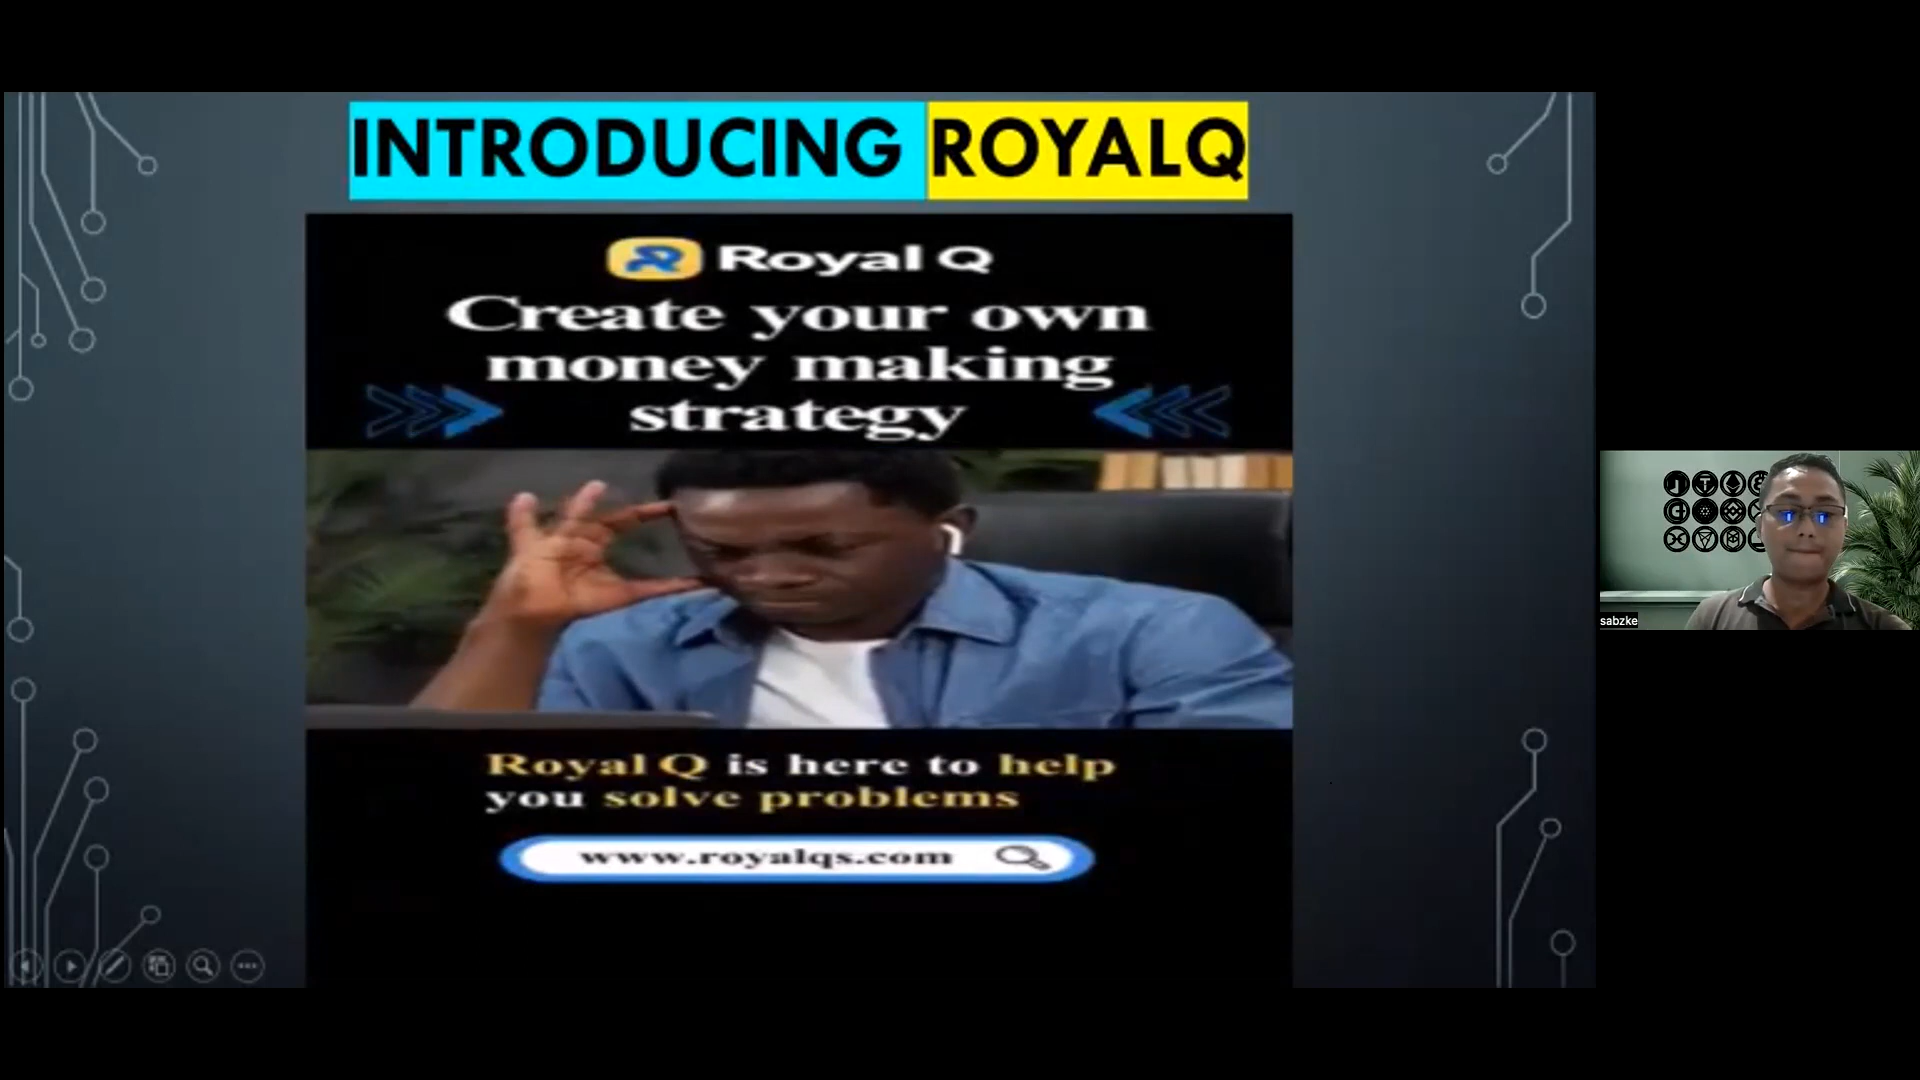 INTRODUCING ROYALQ
Royal Q
Create your own
money making
strategy
Royal Q is here to help
you solve problems
www.royalqs.com
sabzke